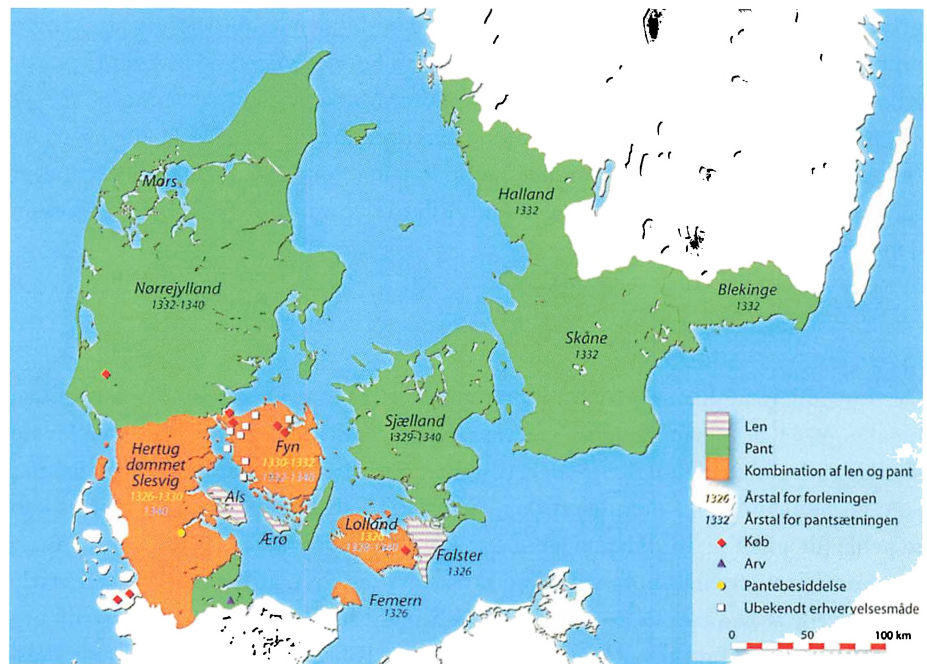 Mors
Halland
1332
Nørrejylland
1332-1340
Blekinge
1332
Skåne
1332
Sjælland
1329-1340
Hertug
dømmet
Slesvig
1326-1330
1340
Fyn
1330-1332
1332-1340
Als
Ærø
Lolland
1326
1328-1340
Falster
1326
Femern
1326
Len
Pant
Kombination af len og pant
1326 Årstal for forleningen
1332 Årstal for pantsætningen
Køb
Arv
Pantebesiddelse
Ubekendt erhvervelsesmåde
0 50 100 km